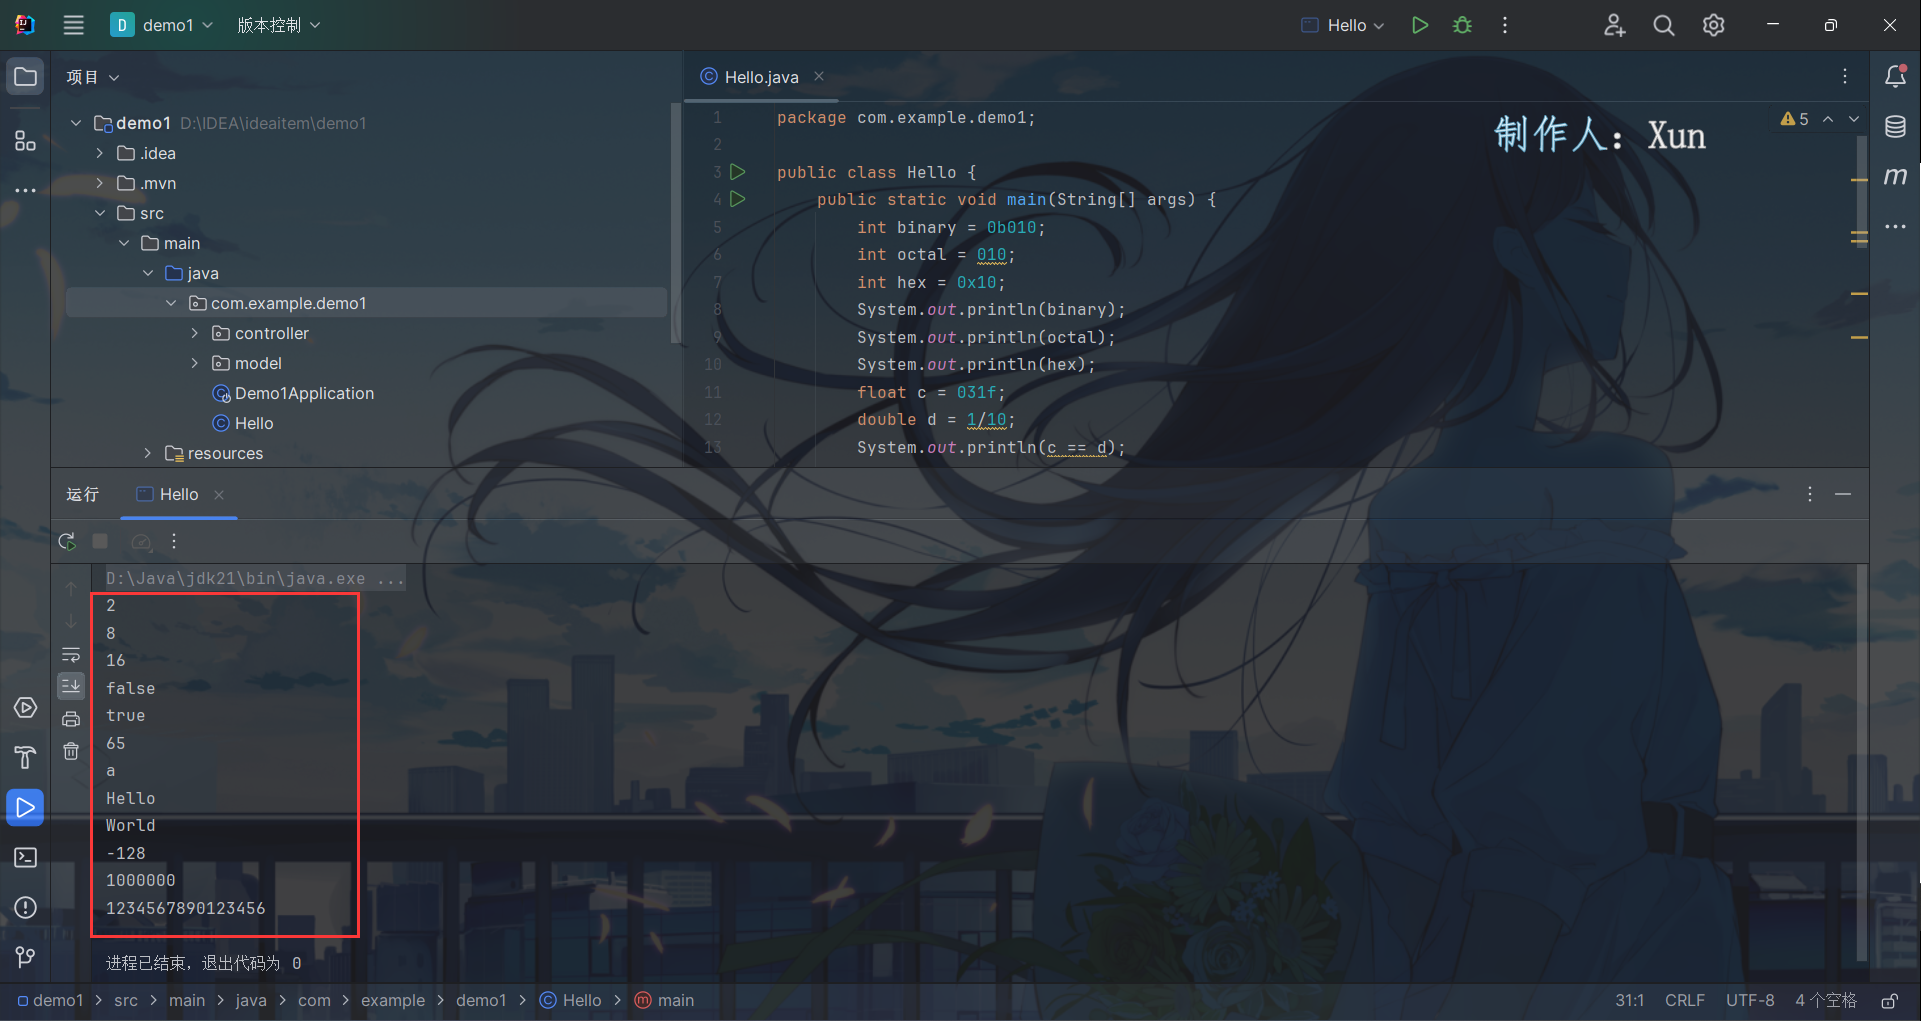 D demo1 版本控制 Hello
项目
demo1 D:\IDEA\ideaitem\demo1
.idea
.mvn
src
main
java
com.example.demo1
controller
model
Demo1Application
Hello
resources
Hello.java
制作人：Xun
5
1 package com.example.demo1;
2
3 public class Hello {
4 public static void main(String[] args) {
5 int binary = 0b010;
6 int octal = 010;
7 int hex = 0x10;
8 System.out.println(binary);
9 System.out.println(octal);
10 System.out.println(hex);
11 float c = 031f;
12 double d = 1/10;
13 System.out.println(c == d);
m
运行 Hello
D:\Java\jdk21\bin\java.exe ...
2
8
16
false
true
65
a
Hello
World
-128
1000000
1234567890123456
进程已结束，退出代码为 0
demo1 > src > main > java > com > example > demo1 > Hello > main
31:1 CRLF UTF-8 4 个空格